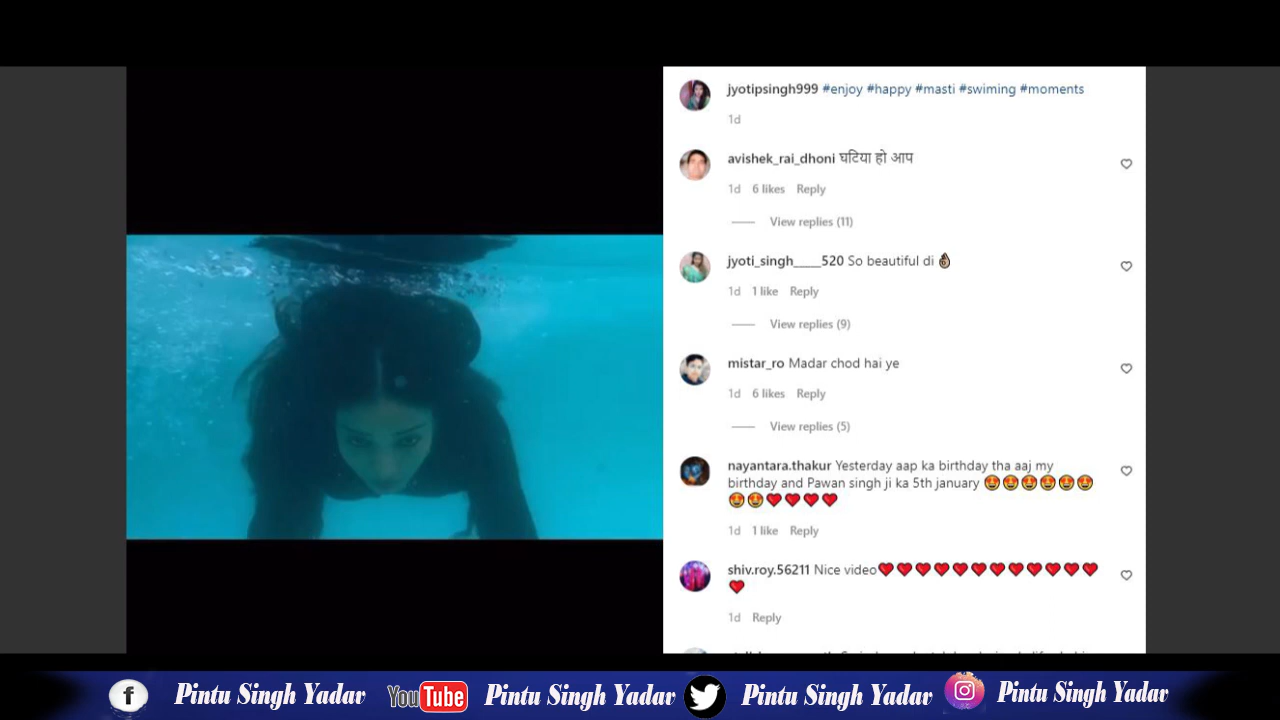 jyotipsingh999 #enjoy #happy #masti #swiming #moments
1d
avishek_rai_dhoni घटिया हो आप
1d 6 likes Reply
View replies (11)
jyoti_singh_____520 So beautiful di 👌🏽
1d 1 like Reply
View replies (9)
mistar_ro Madar chod hai ye
1d 6 likes Reply
View replies (5)
nayantara.thakur Yesterday aap ka birthday tha aaj my
birthday and Pawan singh ji ka 5th january 😍😍😍😍😍😍
😍😍❤❤❤❤
1d 1 like Reply
shiv.roy.56211 Nice video❤❤❤❤❤❤❤❤❤❤❤❤
❤
1d Reply
f Pintu Singh Yadav YouTube Pintu Singh Yadav Pintu Singh Yadav Pintu Singh Yadav